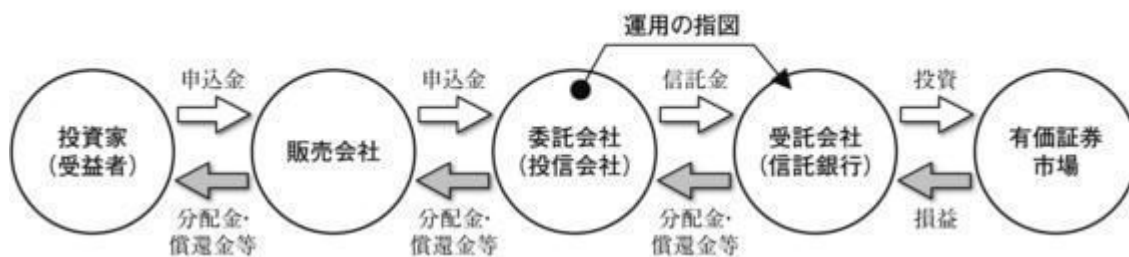 運用の指図
申込金
申込金
信託金
投資
投資家
(受益者)
販売会社
委託会社
(投信会社)
受託会社
(信託銀行)
有価証券
市場
分配金・
償還金等
分配金・
償還金等
分配金・
償還金等
損益